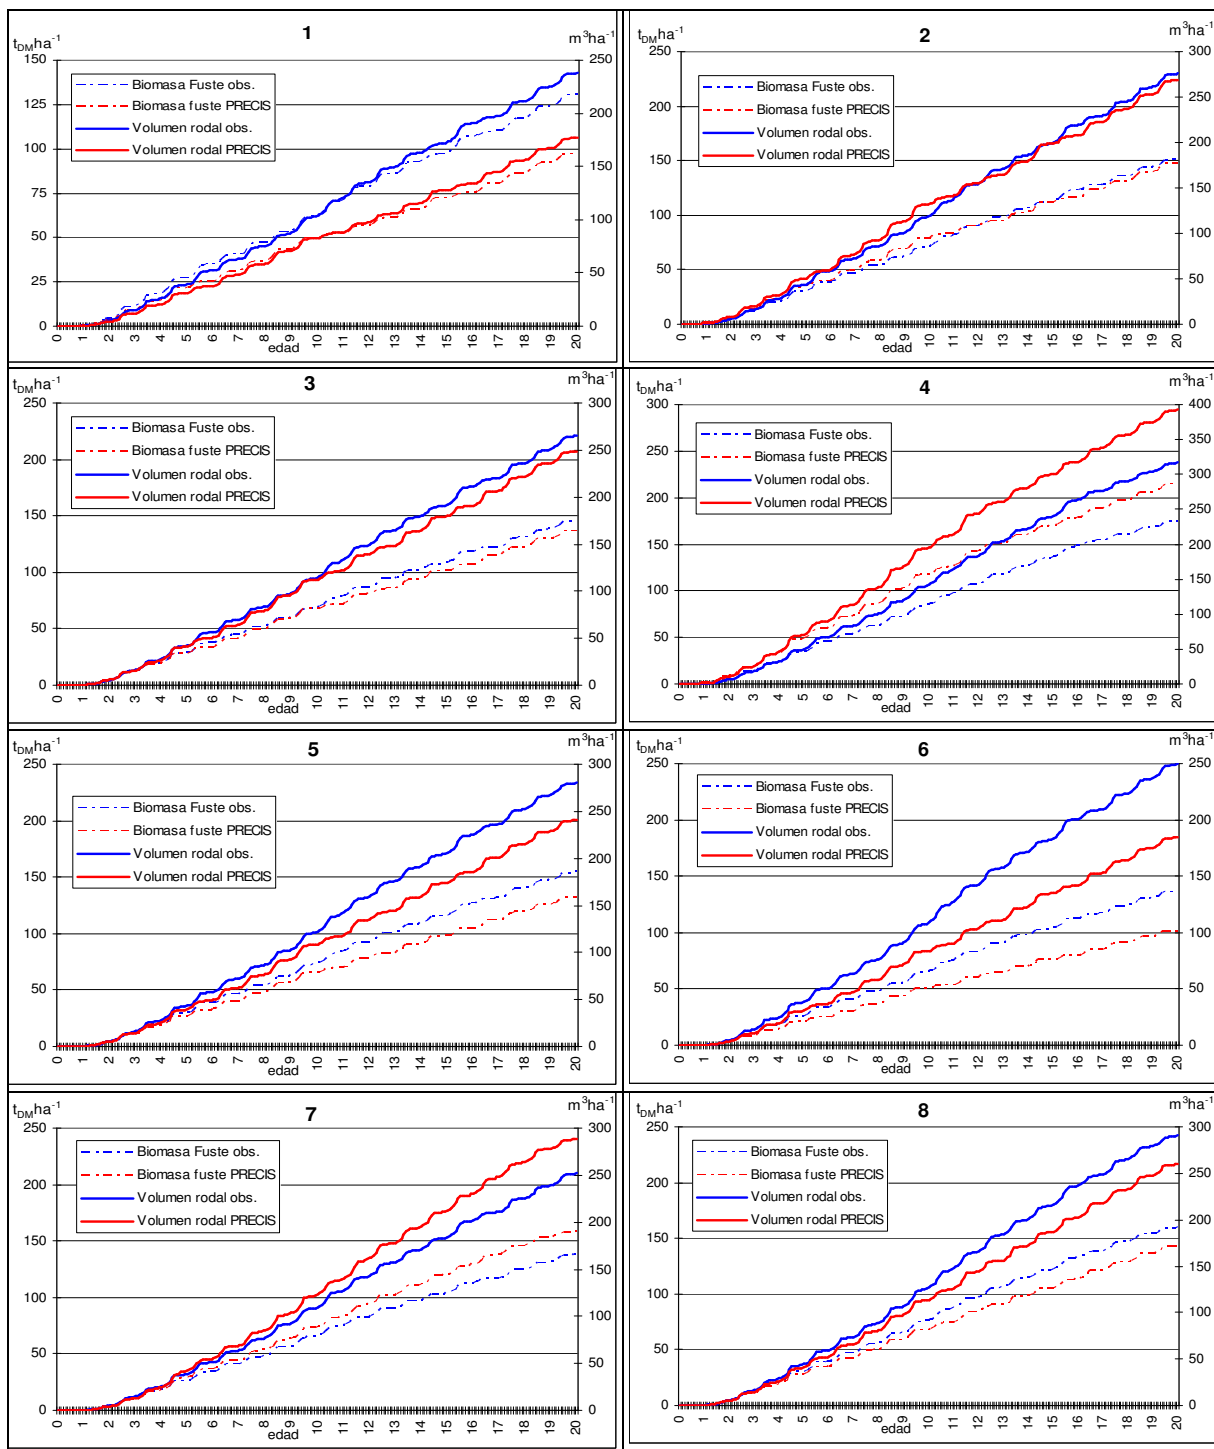 1
t_DM ha⁻¹ m³ha⁻¹
150 250
125 200
100 150
75
50 100
25 50
0 0
Biomasa Fuste obs.
Biomasa fuste PRECIS
Volumen rodal obs.
Volumen rodal PRECIS
0 1 2 3 4 5 6 7 8 9 10 11 12 13 14 15 16 17 18 19 20
edad
2
t_DM ha⁻¹ m³ha⁻¹
250 300
200 250
150 200
100 150
50 100
0 50
0
Biomasa Fuste obs.
Biomasa fuste PRECIS
Volumen rodal obs.
Volumen rodal PRECIS
0 1 2 3 4 5 6 7 8 9 10 11 12 13 14 15 16 17 18 19 20
edad
3
t_DM ha⁻¹ m³ha⁻¹
250 300
200 250
150 200
100 150
50 100
0 50
0
Biomasa Fuste obs.
Biomasa fuste PRECIS
Volumen rodal obs.
Volumen rodal PRECIS
0 1 2 3 4 5 6 7 8 9 10 11 12 13 14 15 16 17 18 19 20
edad
4
t_DM ha⁻¹ m³ha⁻¹
300 400
250 350
200 300
150 250
100 200
50 150
0 100
50
0
Biomasa Fuste obs.
Biomasa fuste PRECIS
Volumen rodal obs.
Volumen rodal PRECIS
0 1 2 3 4 5 6 7 8 9 10 11 12 13 14 15 16 17 18 19 20
edad
5
t_DM ha⁻¹ m³ha⁻¹
250 300
200 250
150 200
100 150
50 100
0 50
0
Biomasa Fuste obs.
Biomasa fuste PRECIS
Volumen rodal obs.
Volumen rodal PRECIS
0 1 2 3 4 5 6 7 8 9 10 11 12 13 14 15 16 17 18 19 20
edad
6
t_DM ha⁻¹ m³ha⁻¹
250 250
200 200
150 150
100 100
50 50
0 0
Biomasa Fuste obs.
Biomasa fuste PRECIS
Volumen rodal obs.
Volumen rodal PRECIS
0 1 2 3 4 5 6 7 8 9 10 11 12 13 14 15 16 17 18 19 20
edad
7
t_DM ha⁻¹ m³ha⁻¹
250 300
200 250
150 200
100 150
50 100
0 50
0
Biomasa Fuste obs.
Biomasa fuste PRECIS
Volumen rodal obs.
Volumen rodal PRECIS
0 1 2 3 4 5 6 7 8 9 10 11 12 13 14 15 16 17 18 19 20
edad
8
t_DM ha⁻¹ m³ha⁻¹
250 300
200 250
150 200
100 150
50 100
0 50
0
Biomasa Fuste obs.
Biomasa fuste PRECIS
Volumen rodal obs.
Volumen rodal PRECIS
0 1 2 3 4 5 6 7 8 9 10 11 12 13 14 15 16 17 18 19 20
edad